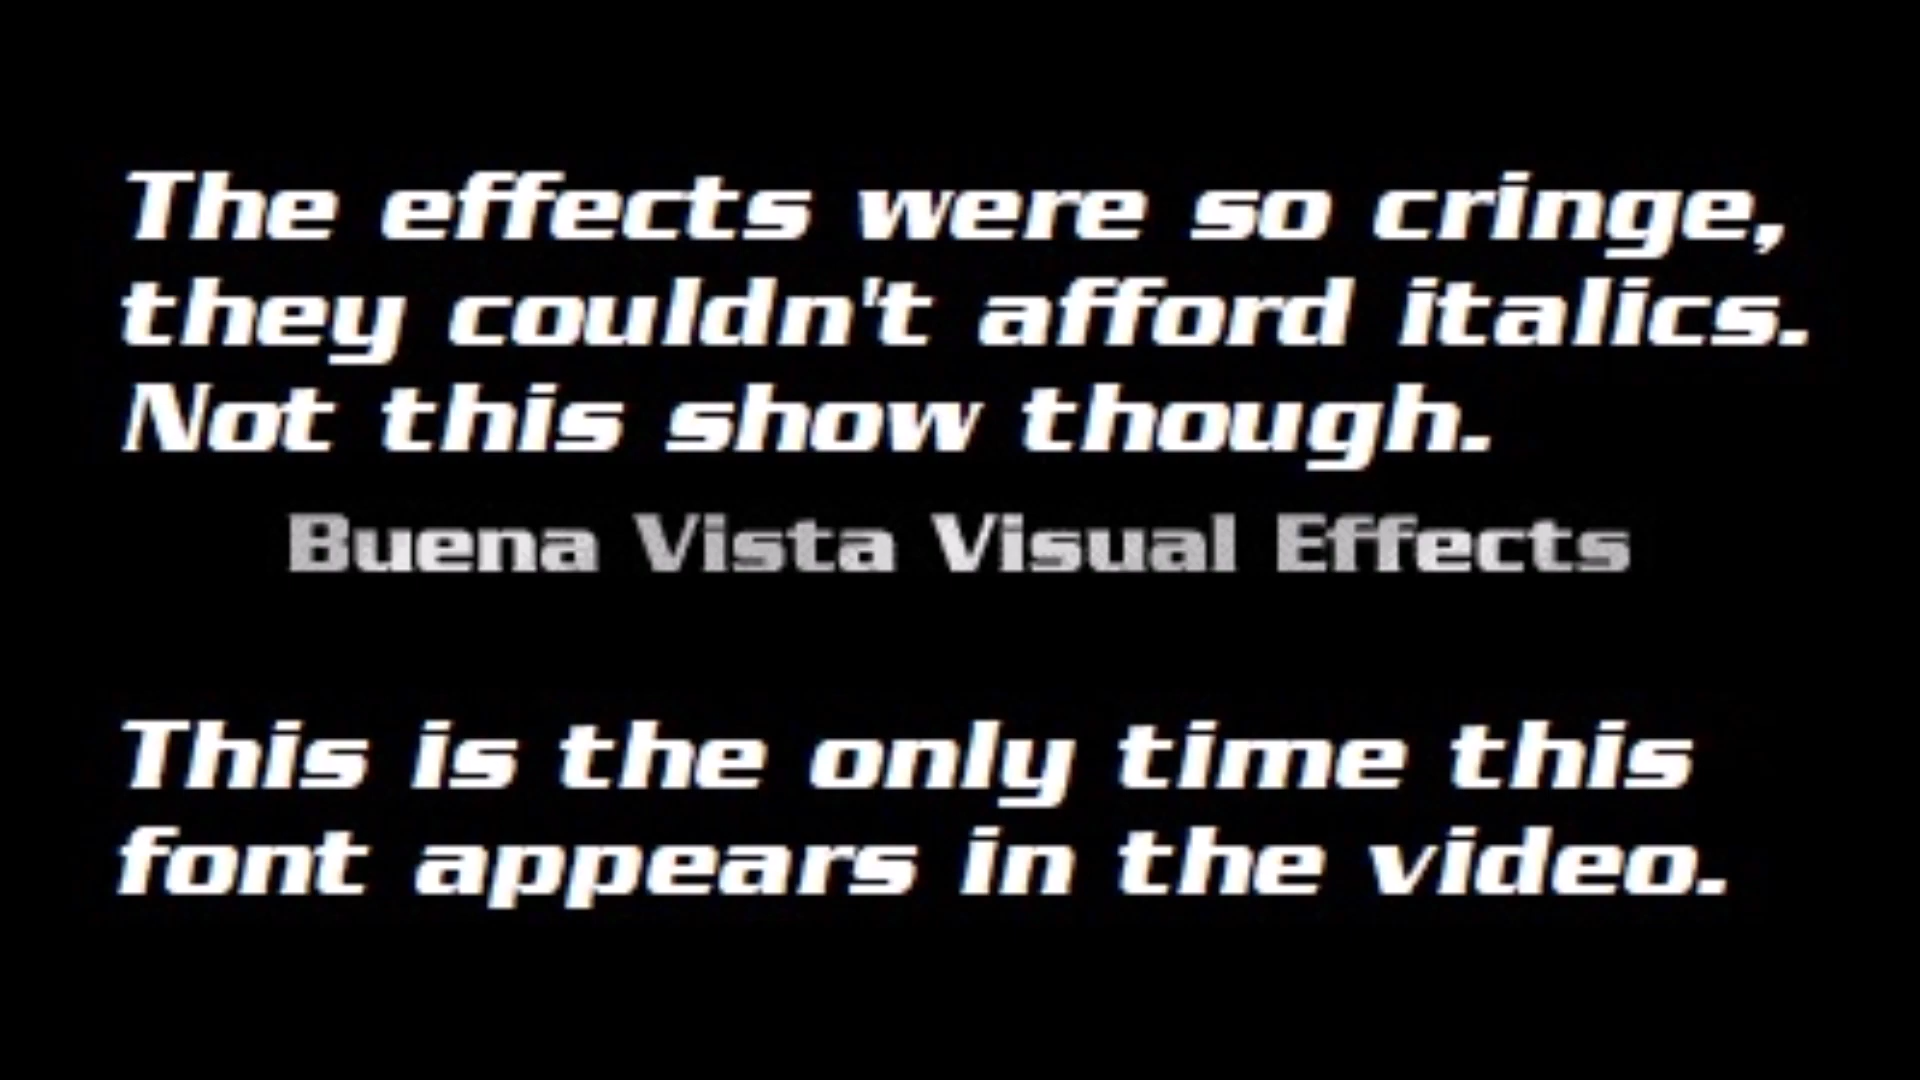 The effects were so cringe,
they couldn't afford italics.
Not this show though.
Buena Vista Visual Effects
This is the only time this
font appears in the video.